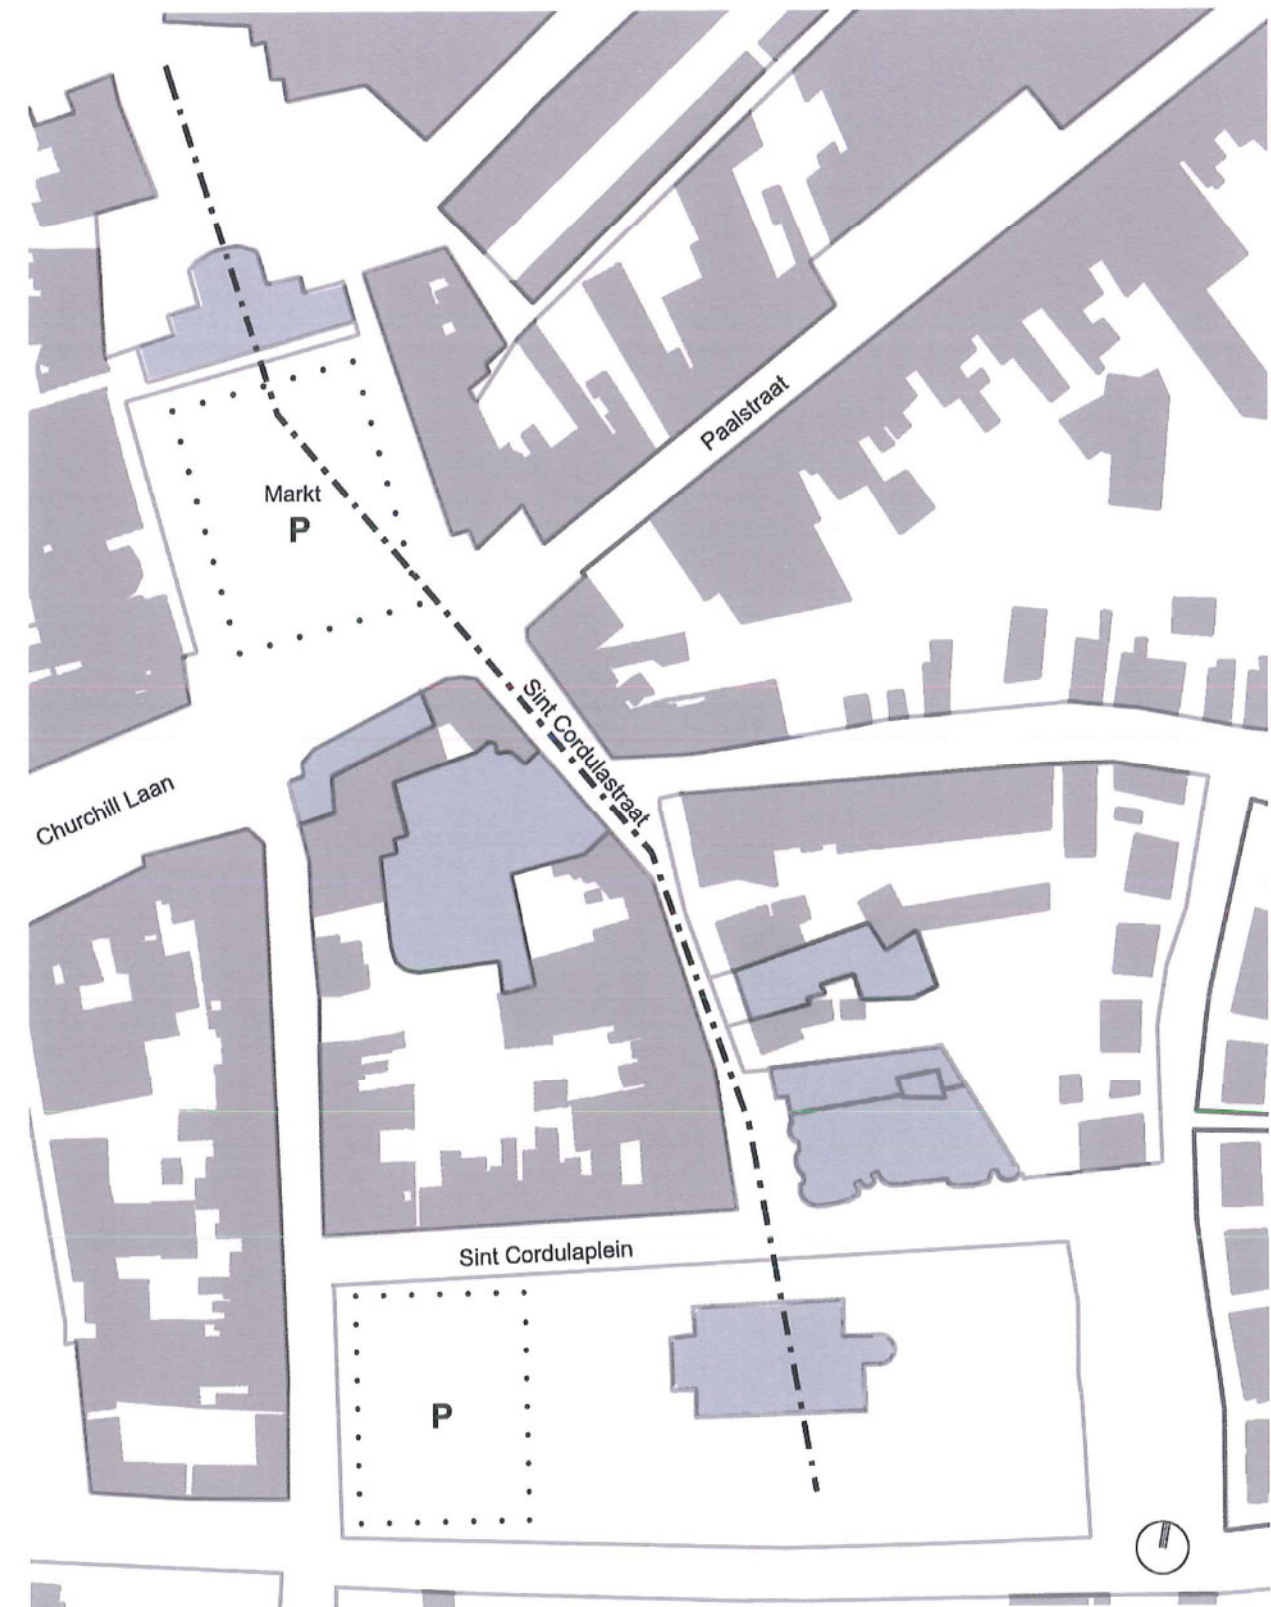 Paalstraat
Markt
P
Sint Cordulastraat
Churchill Laan
Sint Cordulaplein
P